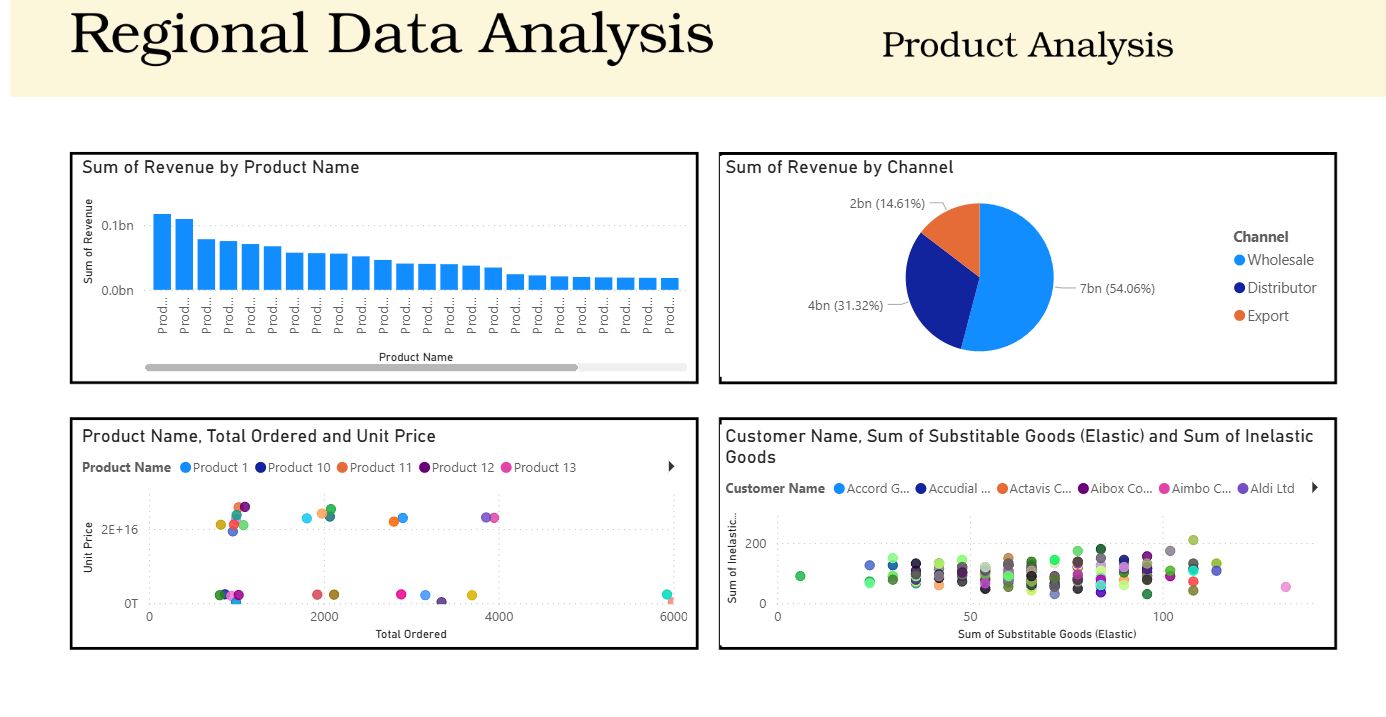 Regional Data Analysis
Product Analysis
Sum of Revenue by Product Name
Sum of Revenue
0.1bn
0.0bn
Prod... Prod... Prod... Prod... Prod... Prod... Prod... Prod... Prod... Prod... Prod... Prod... Prod... Prod... Prod... Prod... Prod... Prod... Prod... Prod... Prod... Prod... Prod... Prod...
Product Name
Sum of Revenue by Channel
2bn (14.61%)
4bn (31.32%)
7bn (54.06%)
Channel
Wholesale
Distributor
Export
Product Name, Total Ordered and Unit Price
Product Name Product 1 Product 10 Product 11 Product 12 Product 13
Unit Price
2E+16
0T
0 2000 4000 6000
Total Ordered
Customer Name, Sum of Substitable Goods (Elastic) and Sum of Inelastic
Goods
Customer Name Accord G... Accudial ... Actavis C... Aibox Co... Aimbo C... Aldi Ltd
Sum of Inelastic...
200
0
0 50 100
Sum of Substitable Goods (Elastic)